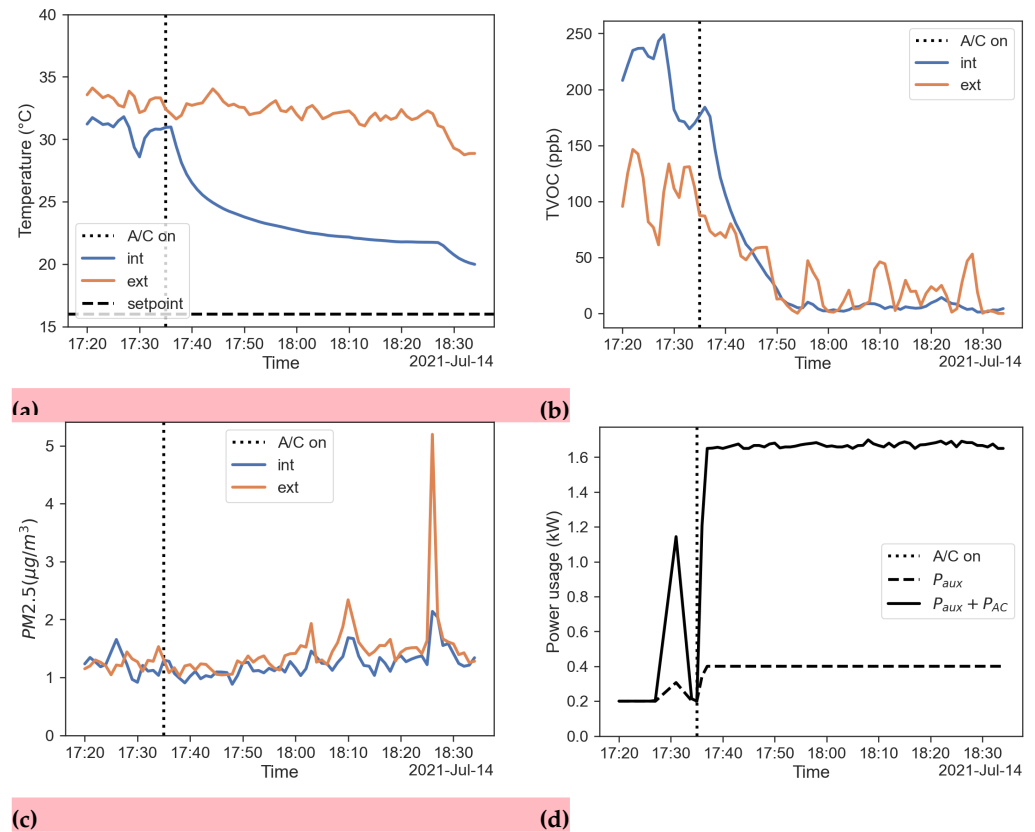 40
35
30
25
20
15
Temperature (°C)
A/C on
int
ext
setpoint
17:20 17:30 17:40 17:50 18:00 18:10 18:20 18:30
Time
2021-Jul-14
(a)
250
200
150
100
50
0
TVOC (ppb)
A/C on
int
ext
17:20 17:30 17:40 17:50 18:00 18:10 18:20 18:30
Time
2021-Jul-14
(b)
5
4
3
2
1
0
PM2.5(μg/m³)
A/C on
int
ext
17:20 17:30 17:40 17:50 18:00 18:10 18:20 18:30
Time
2021-Jul-14
(c)
1.6
1.4
1.2
1.0
0.8
0.6
0.4
0.2
0.0
Power usage (kW)
A/C on
P_aux
P_aux + P_AC
17:20 17:30 17:40 17:50 18:00 18:10 18:20 18:30
Time
2021-Jul-14
(d)